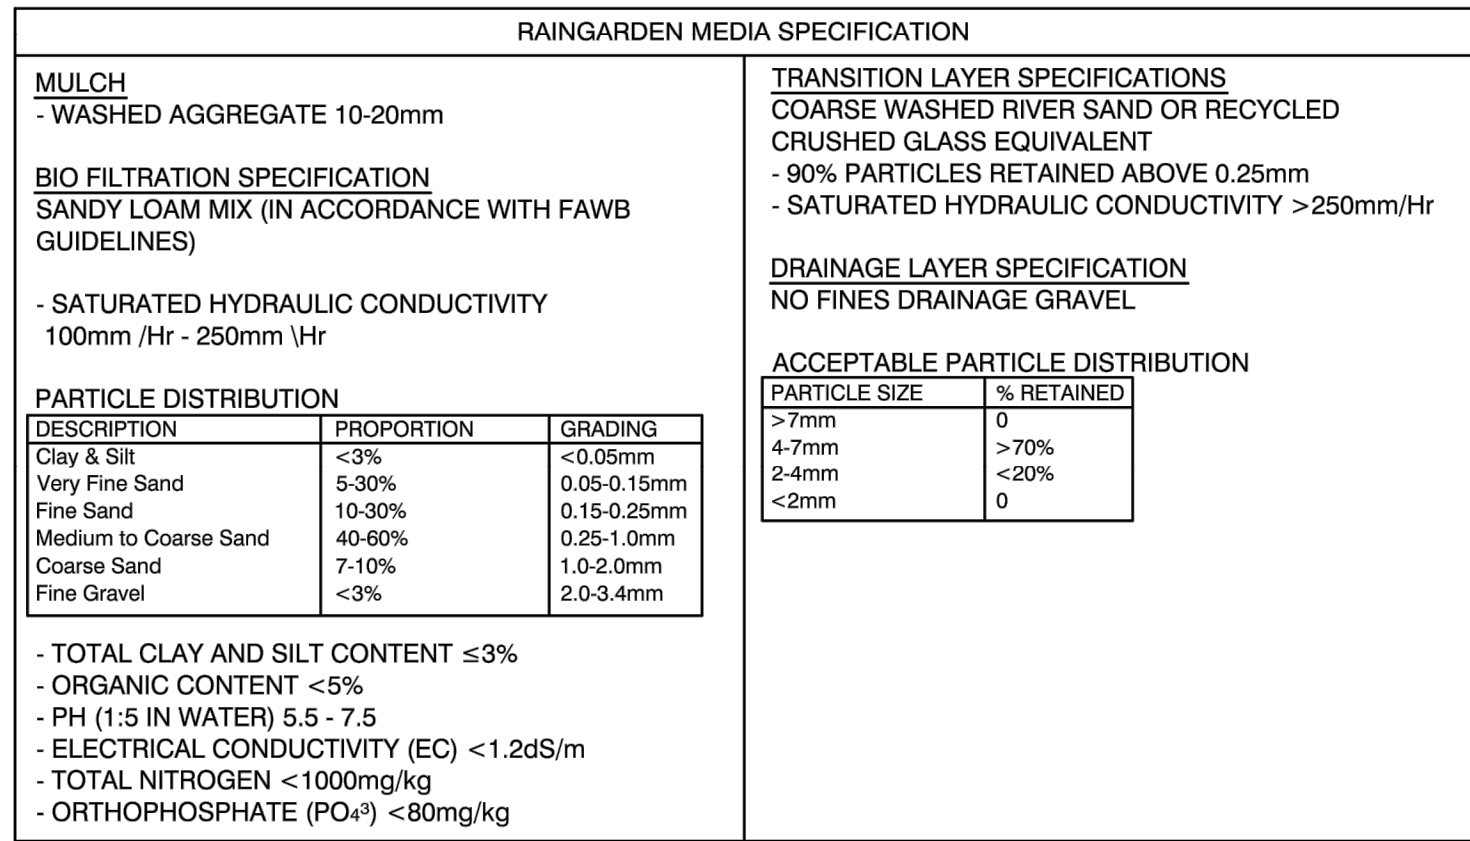 RAINGARDEN MEDIA SPECIFICATION
MULCH
- WASHED AGGREGATE 10-20mm
BIO FILTRATION SPECIFICATION
SANDY LOAM MIX (IN ACCORDANCE WITH FAWB
GUIDELINES)
- SATURATED HYDRAULIC CONDUCTIVITY
100mm /Hr - 250mm \Hr
PARTICLE DISTRIBUTION
DESCRIPTION PROPORTION GRADING
Clay & Silt <3% <0.05mm
Very Fine Sand 5-30% 0.05-0.15mm
Fine Sand 10-30% 0.15-0.25mm
Medium to Coarse Sand 40-60% 0.25-1.0mm
Coarse Sand 7-10% 1.0-2.0mm
Fine Gravel <3% 2.0-3.4mm
- TOTAL CLAY AND SILT CONTENT ≤3%
- ORGANIC CONTENT <5%
- PH (1:5 IN WATER) 5.5 - 7.5
- ELECTRICAL CONDUCTIVITY (EC) <1.2dS/m
- TOTAL NITROGEN <1000mg/kg
- ORTHOPHOSPHATE (PO₄³) <80mg/kg
TRANSITION LAYER SPECIFICATIONS
COARSE WASHED RIVER SAND OR RECYCLED
CRUSHED GLASS EQUIVALENT
- 90% PARTICLES RETAINED ABOVE 0.25mm
- SATURATED HYDRAULIC CONDUCTIVITY >250mm/Hr
DRAINAGE LAYER SPECIFICATION
NO FINES DRAINAGE GRAVEL
ACCEPTABLE PARTICLE DISTRIBUTION
PARTICLE SIZE % RETAINED
>7mm 0
4-7mm >70%
2-4mm <20%
<2mm 0